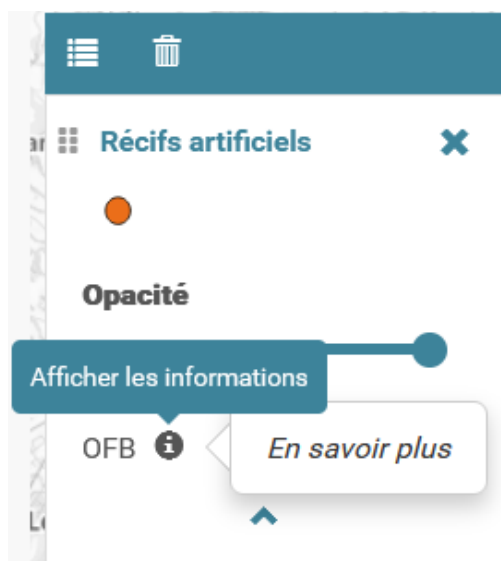 Récifs artificiels
Opacité
Afficher les informations
OFB
En savoir plus